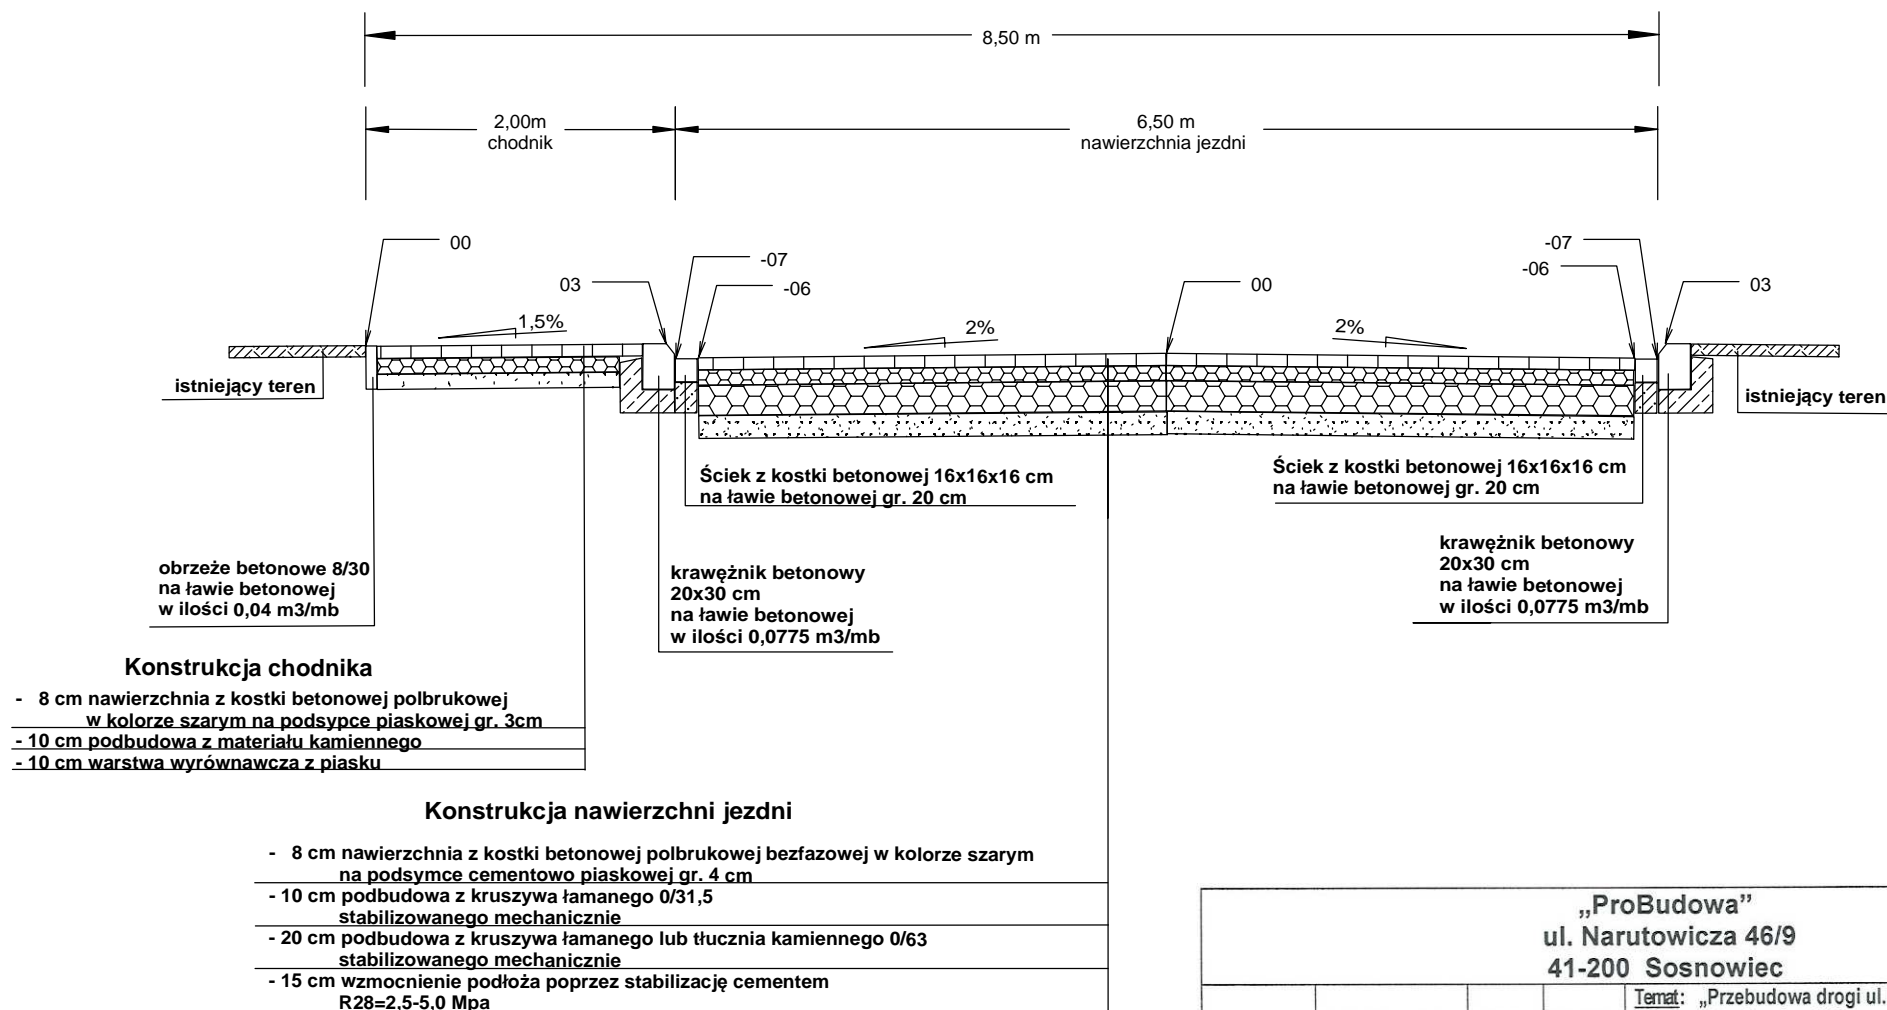 8,50 m
2,00m
chodnik
6,50 m
nawierzchnia jezdni
00
03
-07
-06
00
-07
-06
03
1,5%
2%
2%
istniejący teren
istniejący teren
Ściek z kostki betonowej 16x16x16 cm
na ławie betonowej gr. 20 cm
Ściek z kostki betonowej 16x16x16 cm
na ławie betonowej gr. 20 cm
obrzeże betonowe 8/30
na ławie betonowej
w ilości 0,04 m3/mb
krawężnik betonowy
20x30 cm
na ławie betonowej
w ilości 0,0775 m3/mb
krawężnik betonowy
20x30 cm
na ławie betonowej
w ilości 0,0775 m3/mb
Konstrukcja chodnika
- 8 cm nawierzchnia z kostki betonowej polbrukowej
w kolorze szarym na podsypce piaskowej gr. 3cm
- 10 cm podbudowa z materiału kamiennego
- 10 cm warstwa wyrównawcza z piasku
Konstrukcja nawierzchni jezdni
- 8 cm nawierzchnia z kostki betonowej polbrukowej bezfazowej w kolorze szarym
na podsymce cementowo piaskowej gr. 4 cm
- 10 cm podbudowa z kruszywa łamanego 0/31,5
stabilizowanego mechanicznie
- 20 cm podbudowa z kruszywa łamanego lub tłucznia kamiennego 0/63
stabilizowanego mechanicznie
- 15 cm wzmocnienie podłoża poprzez stabilizację cementem
R28=2,5-5,0 Mpa
„ProBudowa”
ul. Narutowicza 46/9
41-200 Sosnowiec
Temat: „Przebudowa drogi ul.